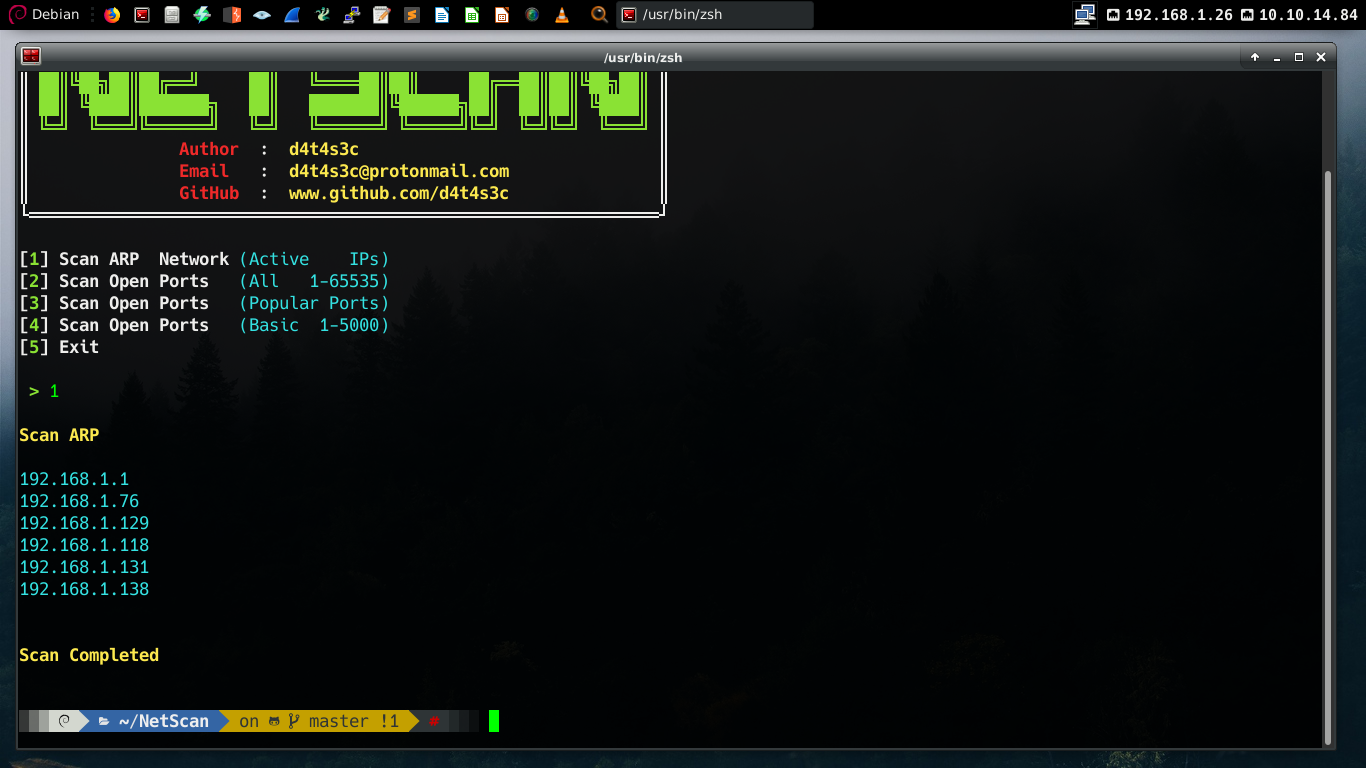 Debian
/usr/bin/zsh
192.168.1.26
10.10.14.84
/usr/bin/zsh
NETSCAN
Author : d4t4s3c
Email : d4t4s3c@protonmail.com
GitHub : www.github.com/d4t4s3c
[1] Scan ARP Network (Active IPs)
[2] Scan Open Ports (All 1-65535)
[3] Scan Open Ports (Popular Ports)
[4] Scan Open Ports (Basic 1-5000)
[5] Exit
> 1
Scan ARP
192.168.1.1
192.168.1.76
192.168.1.129
192.168.1.118
192.168.1.131
192.168.1.138
Scan Completed
~/NetScan on master !1 #